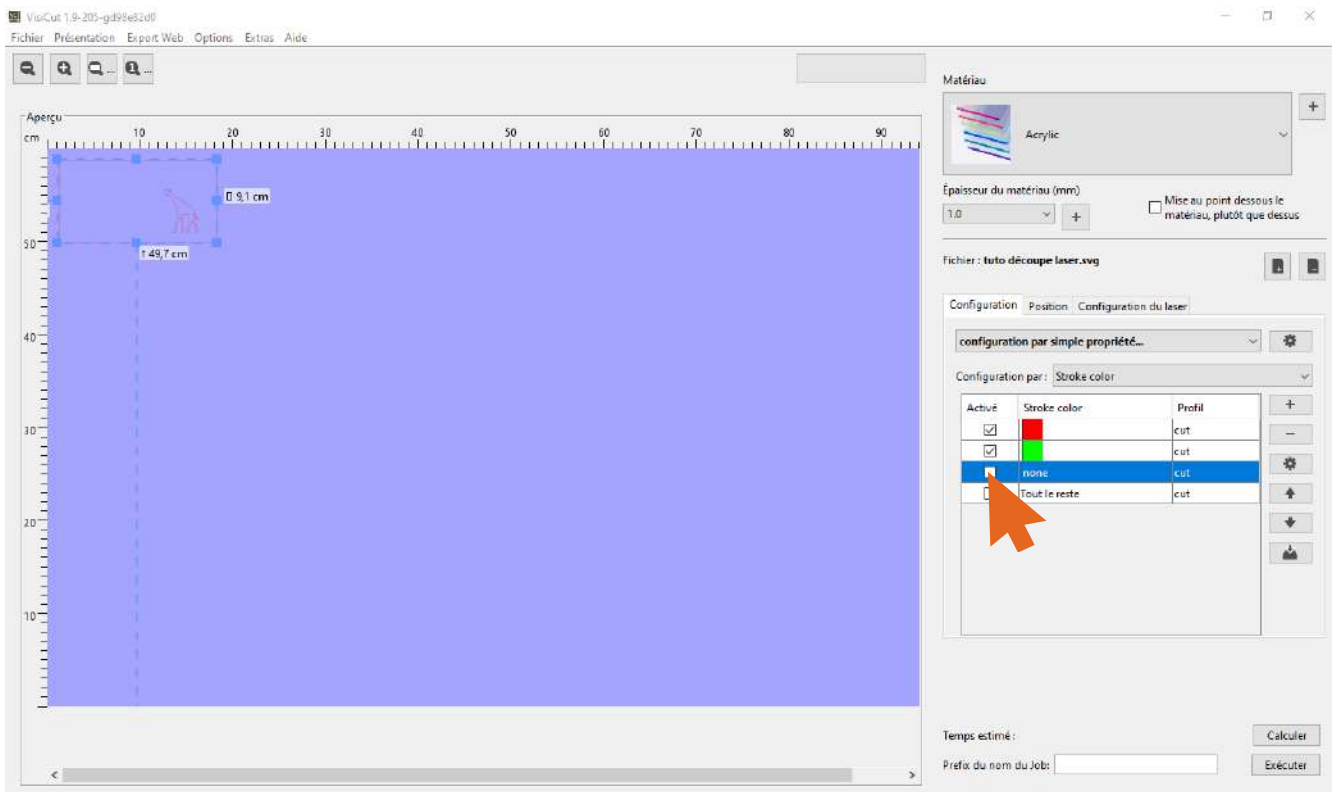 VisiCut 1.9-205-gd98e32d0
Fichier Présentation Export Web Options Extras Aide
Matériau
Acrylic
Épaisseur du matériau (mm)
1.0
Mise au point dessous le
matériau, plutôt que dessus
Aperçu
cm 10 20 30 40 50 60 70 80 90
9,1 cm
50
↑ 49,7 cm
40
30
20
10
Fichier : tuto découpe laser.svg
Configuration Position Configuration du laser
configuration par simple propriété...
Configuration par : Stroke color
Activé Stroke color Profil
cut
cut
none cut
Tout le reste cut
Temps estimé :
Calculer
Prefix du nom du Job:
Exécuter